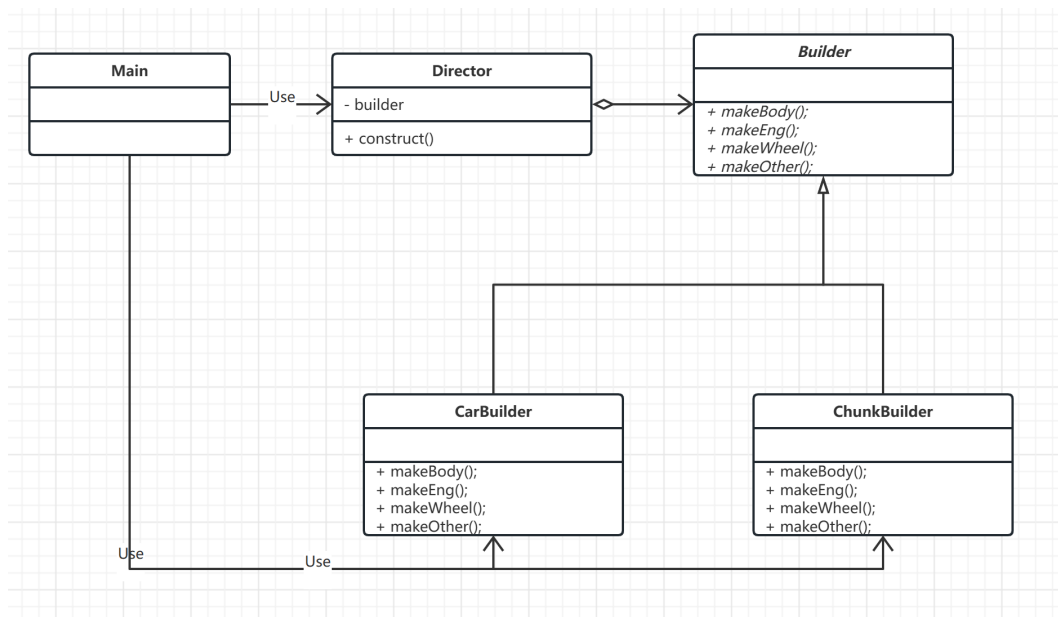 Main
Use
Director
- builder
+ construct()
Builder
+ makeBody();
+ makeEng();
+ makeWheel();
+ makeOther();
CarBuilder
+ makeBody();
+ makeEng();
+ makeWheel();
+ makeOther();
ChunkBuilder
+ makeBody();
+ makeEng();
+ makeWheel();
+ makeOther();
Use
Use